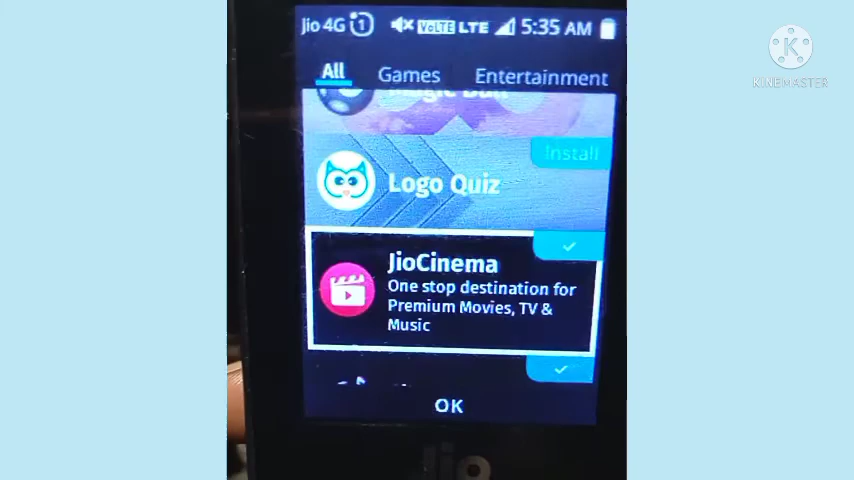 Jio 4G 1 VoLTE LTE 5:35 AM
All Games Entertainment
K
KINEMASTER
Install
Logo Quiz
JioCinema
One stop destination for
Premium Movies, TV &
Music
OK